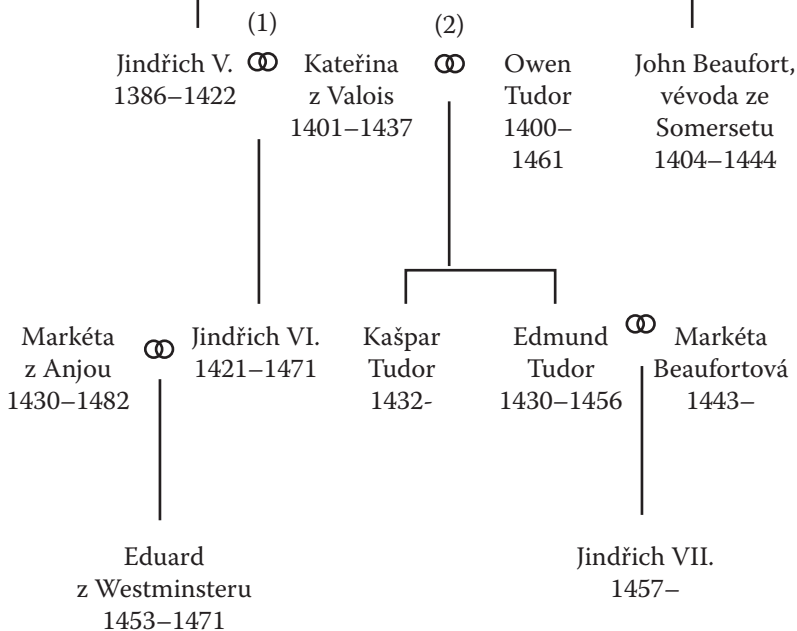 (1)
(2)
Jindřich V.
1386–1422
Kateřina
z Valois
1401–1437
Owen
Tudor
1400–
1461
John Beaufort,
vévoda ze
Somersetu
1404–1444
Markéta
z Anjou
1430–1482
Jindřich VI.
1421–1471
Kašpar
Tudor
1432-
Edmund
Tudor
1430–1456
Markéta
Beaufortová
1443–
Eduard
z Westminsteru
1453–1471
Jindřich VII.
1457–